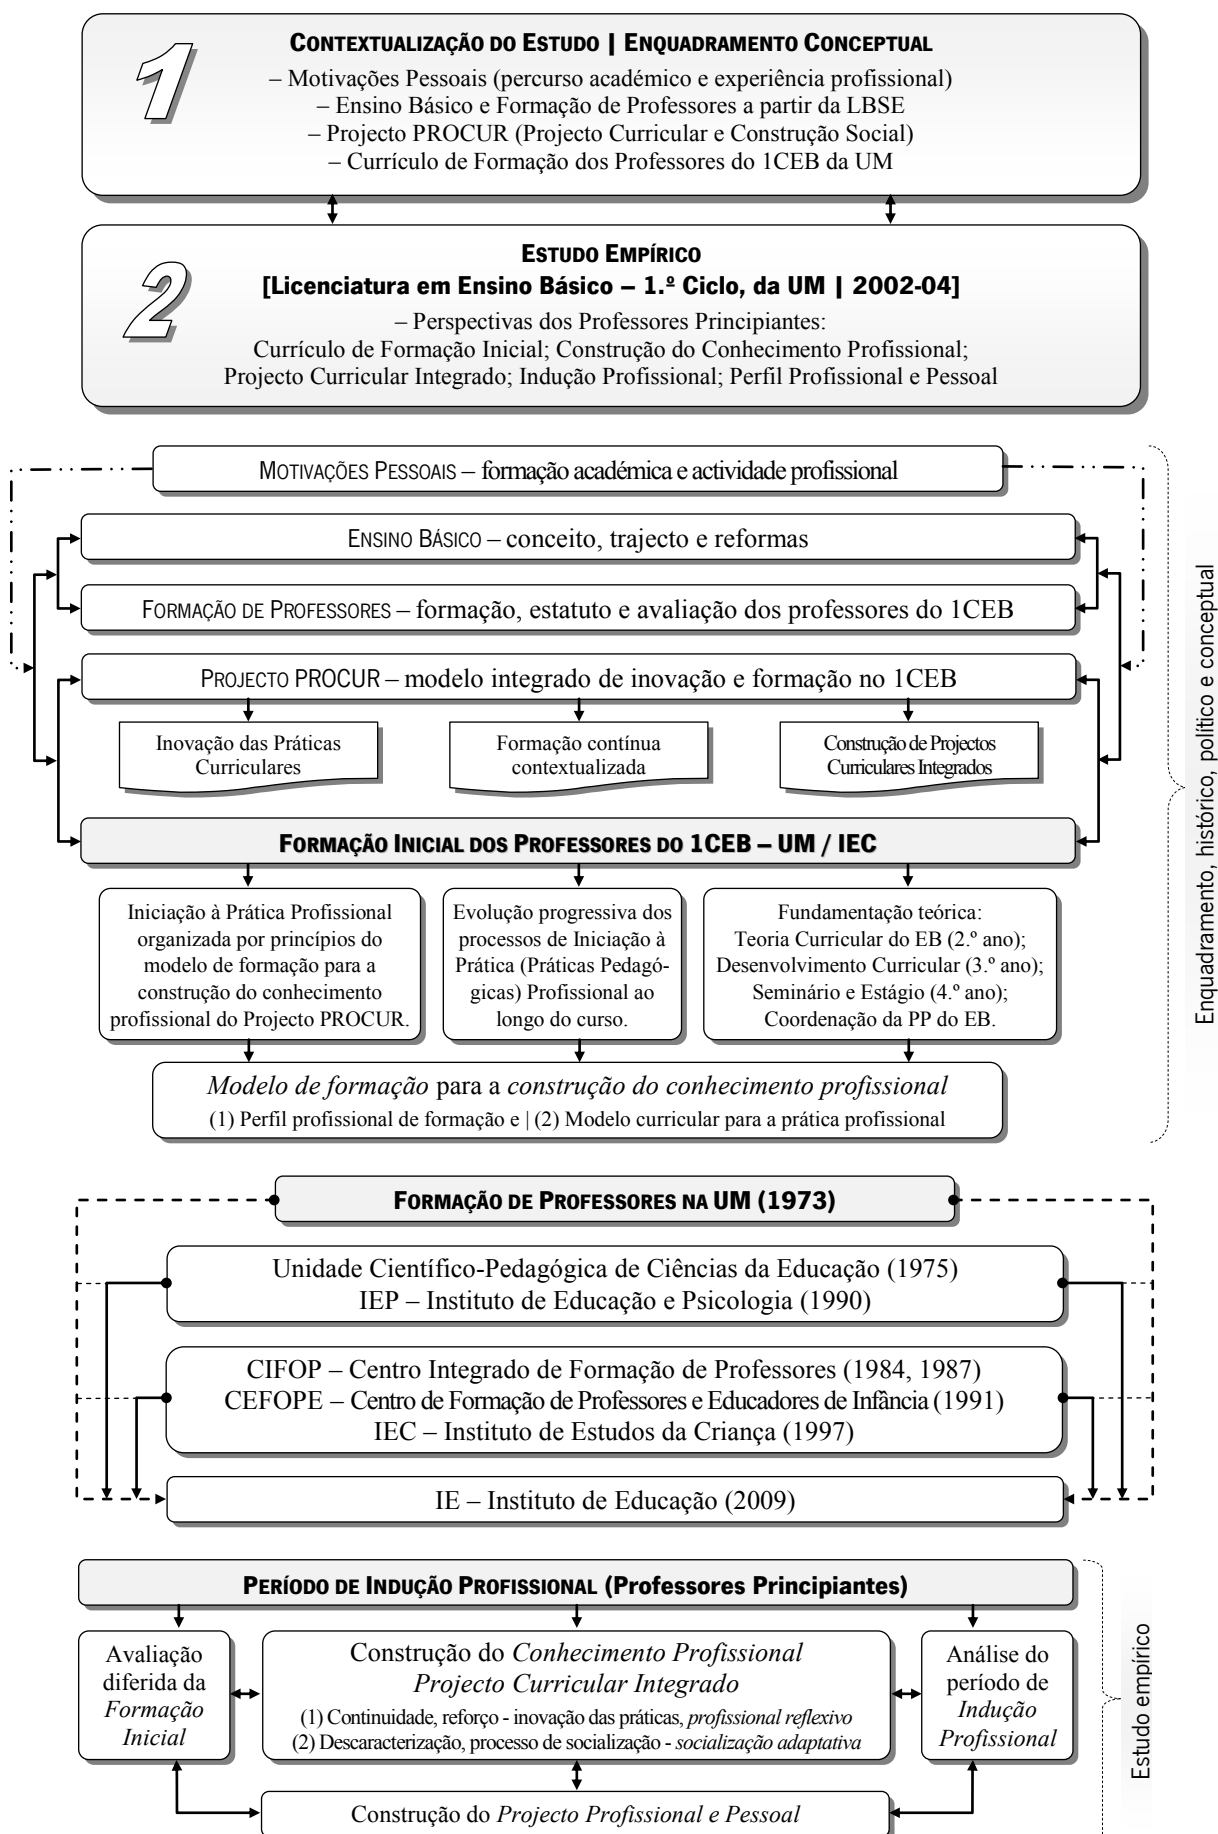 1
CONTEXTUALIZAÇÃO DO ESTUDO | ENQUADRAMENTO CONCEPTUAL
– Motivações Pessoais (percurso académico e experiência profissional)
– Ensino Básico e Formação de Professores a partir da LBSE
– Projecto PROCUR (Projecto Curricular e Construção Social)
– Currículo de Formação dos Professores do 1CEB da UM
2
ESTUDO EMPÍRICO
[Licenciatura em Ensino Básico – 1.º Ciclo, da UM | 2002-04]
– Perspectivas dos Professores Principiantes:
Currículo de Formação Inicial; Construção do Conhecimento Profissional;
Projecto Curricular Integrado; Indução Profissional; Perfil Profissional e Pessoal
MOTIVAÇÕES PESSOAIS – formação académica e actividade profissional
ENSINO BÁSICO – conceito, trajecto e reformas
FORMAÇÃO DE PROFESSORES – formação, estatuto e avaliação dos professores do 1CEB
PROJECTO PROCUR – modelo integrado de inovação e formação no 1CEB
Inovação das Práticas
Curriculares
Formação contínua
contextualizada
Construção de Projectos
Curriculares Integrados
FORMAÇÃO INICIAL DOS PROFESSORES DO 1CEB – UM / IEC
Iniciação à Prática Profissional
organizada por princípios do
modelo de formação para a
construção do conhecimento
profissional do Projecto PROCUR.
Evolução progressiva dos
processos de Iniciação à
Prática (Práticas Pedagó-
gicas) Profissional ao
longo do curso.
Fundamentação teórica:
Teoria Curricular do EB (2.º ano);
Desenvolvimento Curricular (3.º ano);
Seminário e Estágio (4.º ano);
Coordenação da PP do EB.
Modelo de formação para a construção do conhecimento profissional
(1) Perfil profissional de formação e | (2) Modelo curricular para a prática profissional
Enquadramento, histórico, político e conceptual
FORMAÇÃO DE PROFESSORES NA UM (1973)
Unidade Científico-Pedagógica de Ciências da Educação (1975)
IEP – Instituto de Educação e Psicologia (1990)
CIFOP – Centro Integrado de Formação de Professores (1984, 1987)
CEFOPE – Centro de Formação de Professores e Educadores de Infância (1991)
IEC – Instituto de Estudos da Criança (1997)
IE – Instituto de Educação (2009)
PERÍODO DE INDUÇÃO PROFISSIONAL (Professores Principiantes)
Avaliação
diferida da
Formação
Inicial
Construção do Conhecimento Profissional
Projecto Curricular Integrado
(1) Continuidade, reforço - inovação das práticas, profissional reflexivo
(2) Descaracterização, processo de socialização - socialização adaptativa
Análise do
período de
Indução
Profissional
Construção do Projecto Profissional e Pessoal
Estudo empírico